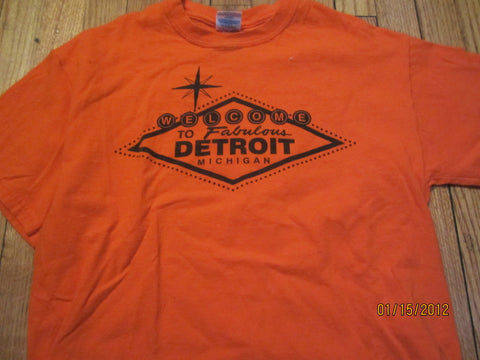 WELCOME
TO Fabulous
DETROIT
MICHIGAN
01/15/2012